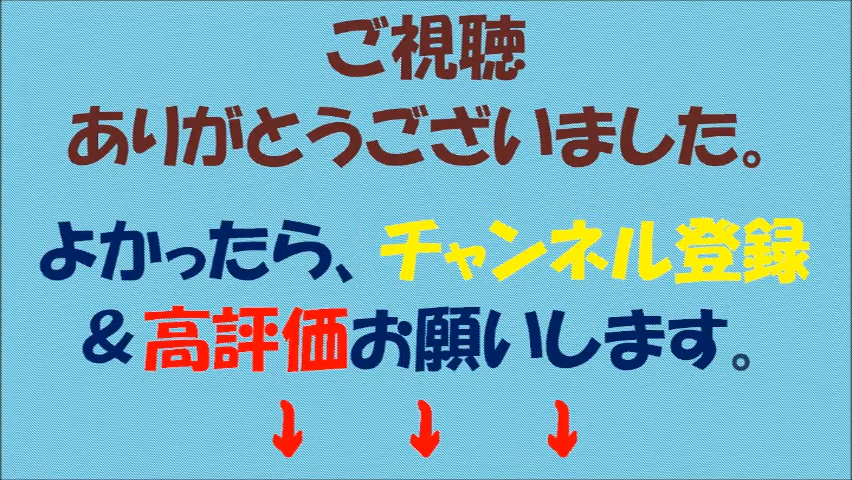 ご視聴
ありがとうございました。
よかったら、チャンネル登録
＆高評価お願いします。
↓ ↓ ↓